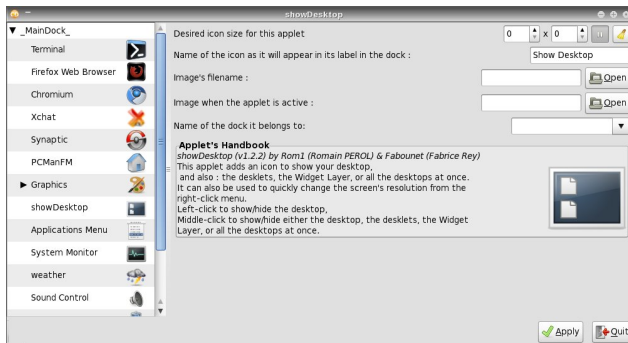 showDesktop
_MainDock_
Terminal
Firefox Web Browser
Chromium
Xchat
Synaptic
PCManFM
Graphics
showDesktop
Applications Menu
System Monitor
weather
Sound Control
Desired icon size for this applet
0 x 0
Name of the icon as it will appear in its label in the dock :
Show Desktop
Image's filename :
Open
Image when the applet is active :
Open
Name of the dock it belongs to:
Applet's Handbook
showDesktop (v1.2.2) by Rom1 (Romain PEROL) & Fabounet (Fabrice Rey)
This applet adds an icon to show your desktop,
and also : the desklets, the Widget Layer, or all the desktops at once.
It can also be used to quickly change the screen's resolution from the
right-click menu.
Left-click to show/hide the desktop,
Middle-click to show/hide either the desktop, the desklets, the Widget
Layer, or all the desktops at once.
Apply
Quit